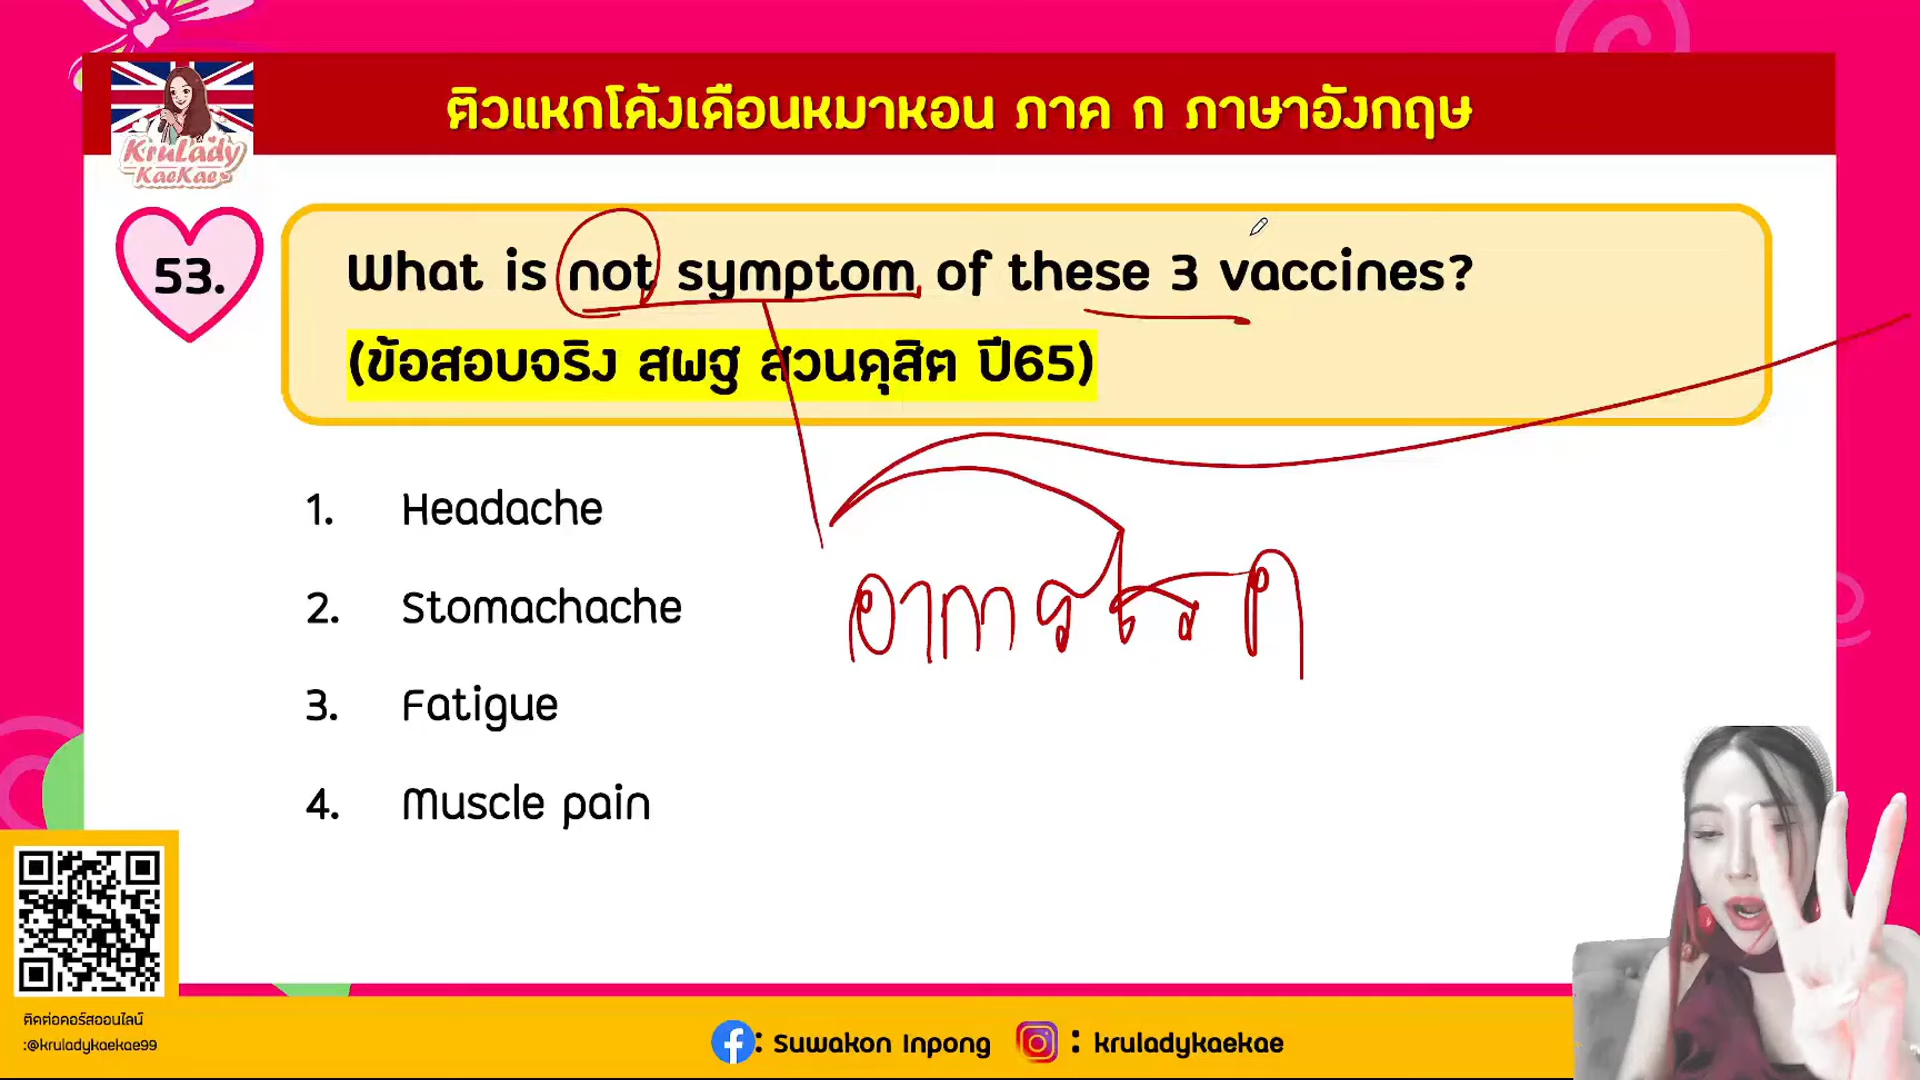 ติวแหกโค้งเดือนหมาหอน ภาค ก ภาษาอังกฤษ
KruLady
KaeKae
53.
What is not symptom of these 3 vaccines?
(ข้อสอบจริง สพฐ สวนดุสิต ปี65)
1. Headache
2. Stomachache
อาการโรค
3. Fatigue
4. Muscle pain
ติดต่อคอร์สออนไลน์
:@kruladykaekae99
: Suwakon Inpong : kruladykaekae